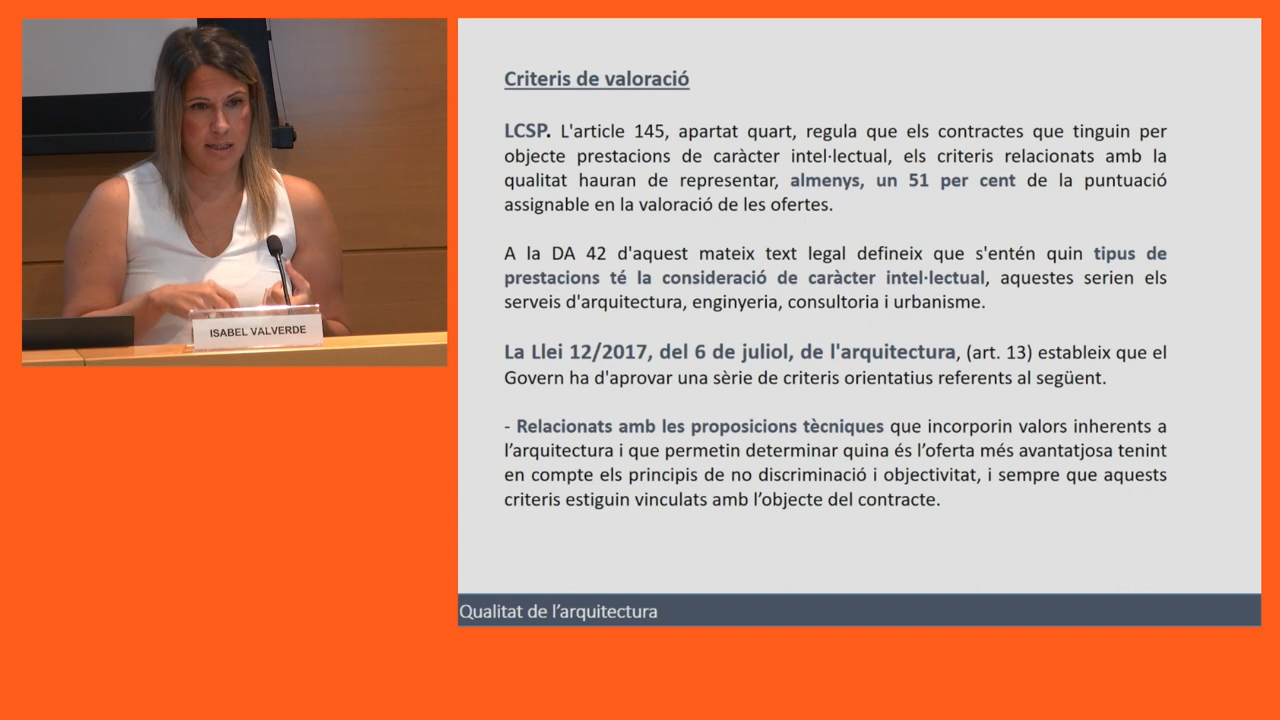 ISABEL VALVERDE
Criteris de valoració
LCSP. L'article 145, apartat quart, regula que els contractes que tinguin per
objecte prestacions de caràcter intel·lectual, els criteris relacionats amb la
qualitat hauran de representar, almenys, un 51 per cent de la puntuació
assignable en la valoració de les ofertes.
A la DA 42 d'aquest mateix text legal defineix que s'entén quin tipus de
prestacions té la consideració de caràcter intel·lectual, aquestes serien els
serveis d'arquitectura, enginyeria, consultoria i urbanisme.
La Llei 12/2017, del 6 de juliol, de l'arquitectura, (art. 13) estableix que el
Govern ha d'aprovar una sèrie de criteris orientatius referents al següent.
- Relacionats amb les proposicions tècniques que incorporin valors inherents a
l’arquitectura i que permetin determinar quina és l’oferta més avantatjosa tenint
en compte els principis de no discriminació i objectivitat, i sempre que aquests
criteris estiguin vinculats amb l’objecte del contracte.
Qualitat de l’arquitectura